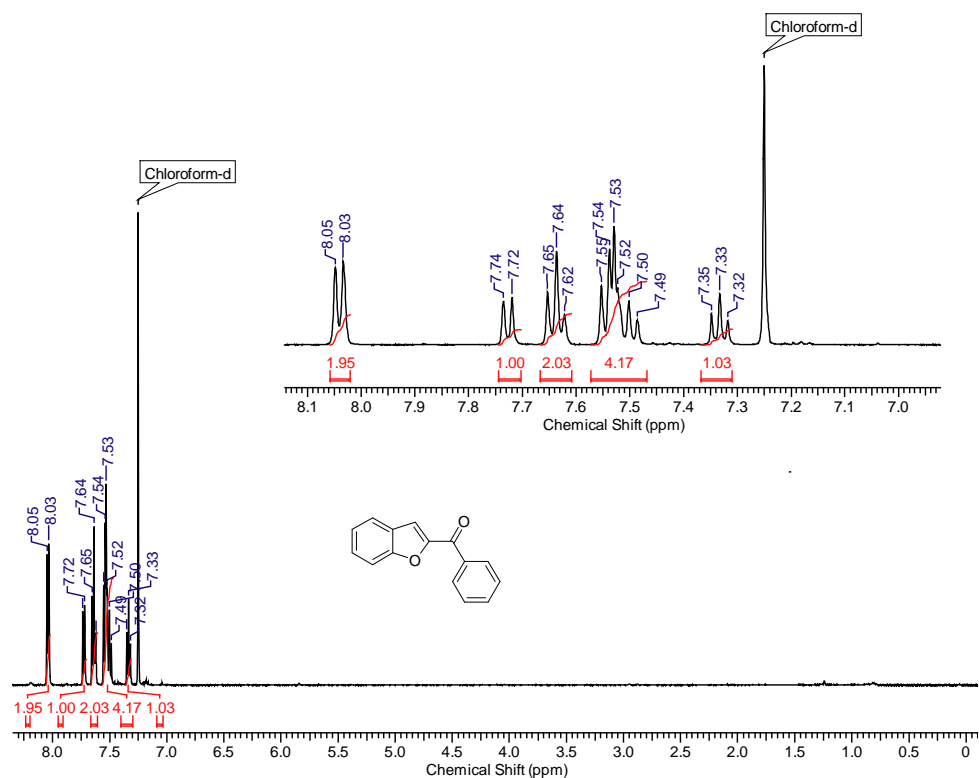 Chloroform-d
8.05
8.03
7.74
7.72
7.65
7.64
7.62
7.55
7.54
7.53
7.52
7.50
7.49
7.35
7.33
7.32
1.95 1.00 2.03 4.17 1.03
8.1 8.0 7.9 7.8 7.7 7.6 7.5 7.4 7.3 7.2 7.1 7.0
Chemical Shift (ppm)
Chloroform-d
8.05
8.03
7.72
7.65
7.64
7.54
7.53
7.52
7.50
7.49
7.33
7.32
O
O
1.95 1.00 2.03 4.17 1.03
8.0 7.5 7.0 6.5 6.0 5.5 5.0 4.5 4.0 3.5 3.0 2.5 2.0 1.5 1.0 0.5 0
Chemical Shift (ppm)